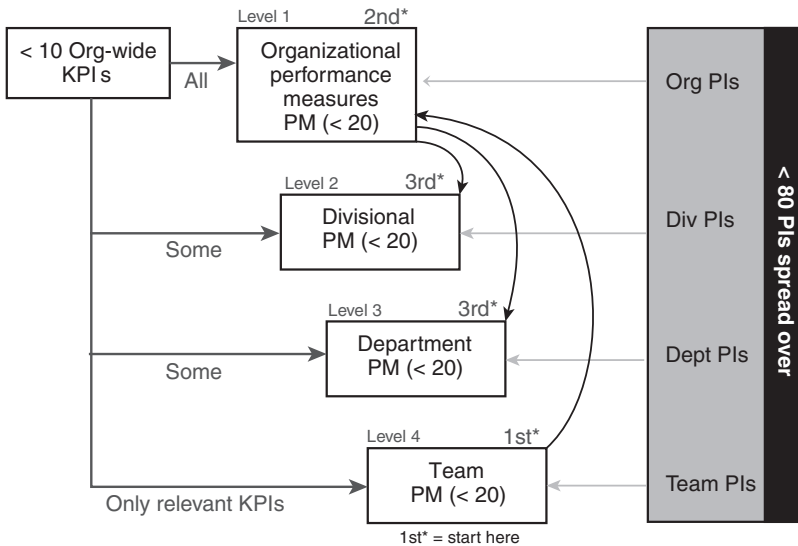 Level 1
2nd*
< 10 Org-wide
KPIs
All
Organizational
performance
measures
PM (< 20)
Org PIs
Level 2
3rd*
Divisional
PM (< 20)
Some
Div PIs
Level 3
3rd*
Department
PM (< 20)
Some
Dept PIs
Level 4
1st*
Team
PM (< 20)
Only relevant KPIs
Team PIs
1st* = start here
< 80 PIs spread over